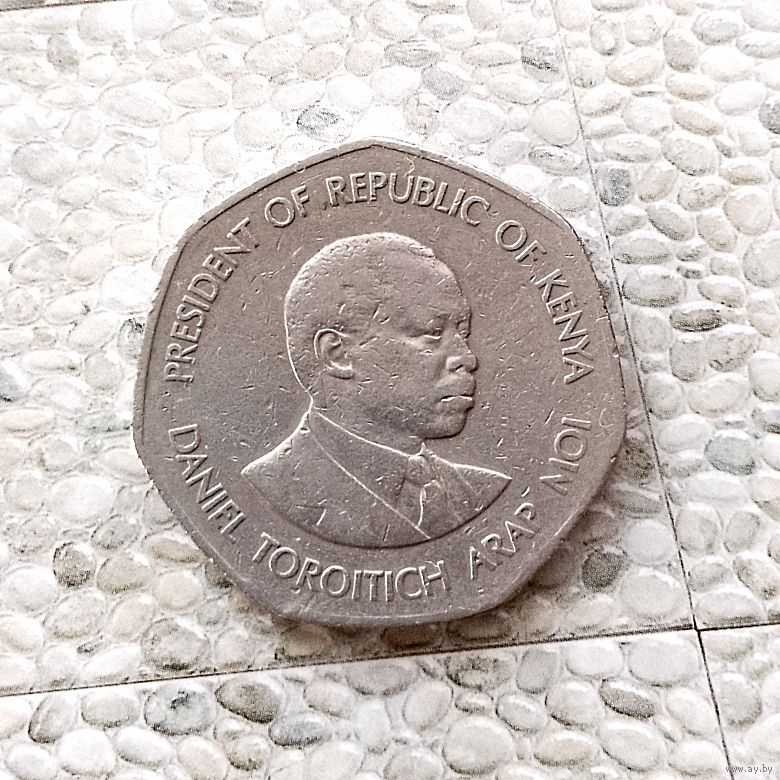 PRESIDENT OF REPUBLIC OF KENYA
DANIEL TOROITICH ARAP MOI
www.ay.by